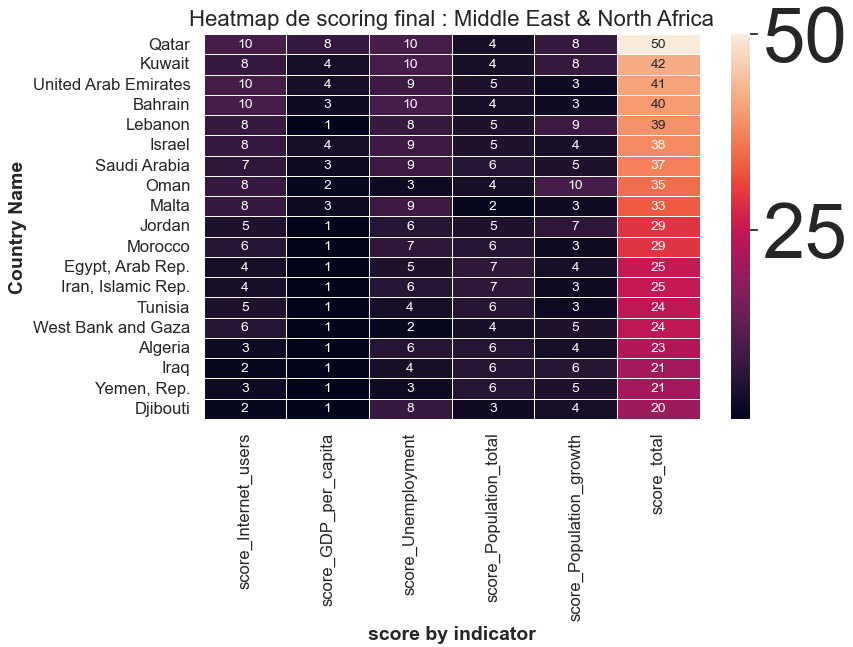 Heatmap de scoring final : Middle East & North Africa
Country Name
Qatar 10 8 10 4 8 50
Kuwait 8 4 10 4 8 42
United Arab Emirates 10 4 9 5 3 41
Bahrain 10 3 10 4 3 40
Lebanon 8 1 8 5 9 39
Israel 8 4 9 5 4 38
Saudi Arabia 7 3 9 6 5 37
Oman 8 2 3 4 10 35
Malta 8 3 9 2 3 33
Jordan 5 1 6 5 7 29
Morocco 6 1 7 6 3 29
Egypt, Arab Rep. 4 1 5 7 4 25
Iran, Islamic Rep. 4 1 6 7 3 25
Tunisia 5 1 4 6 3 24
West Bank and Gaza 6 1 2 4 5 24
Algeria 3 1 6 6 4 23
Iraq 2 1 4 6 6 21
Yemen, Rep. 3 1 3 6 5 21
Djibouti 2 1 8 3 4 20
score_Internet_users
score_GDP_per_capita
score_Unemployment
score_Population_total
score_Population_growth
score_total
score by indicator
50
25